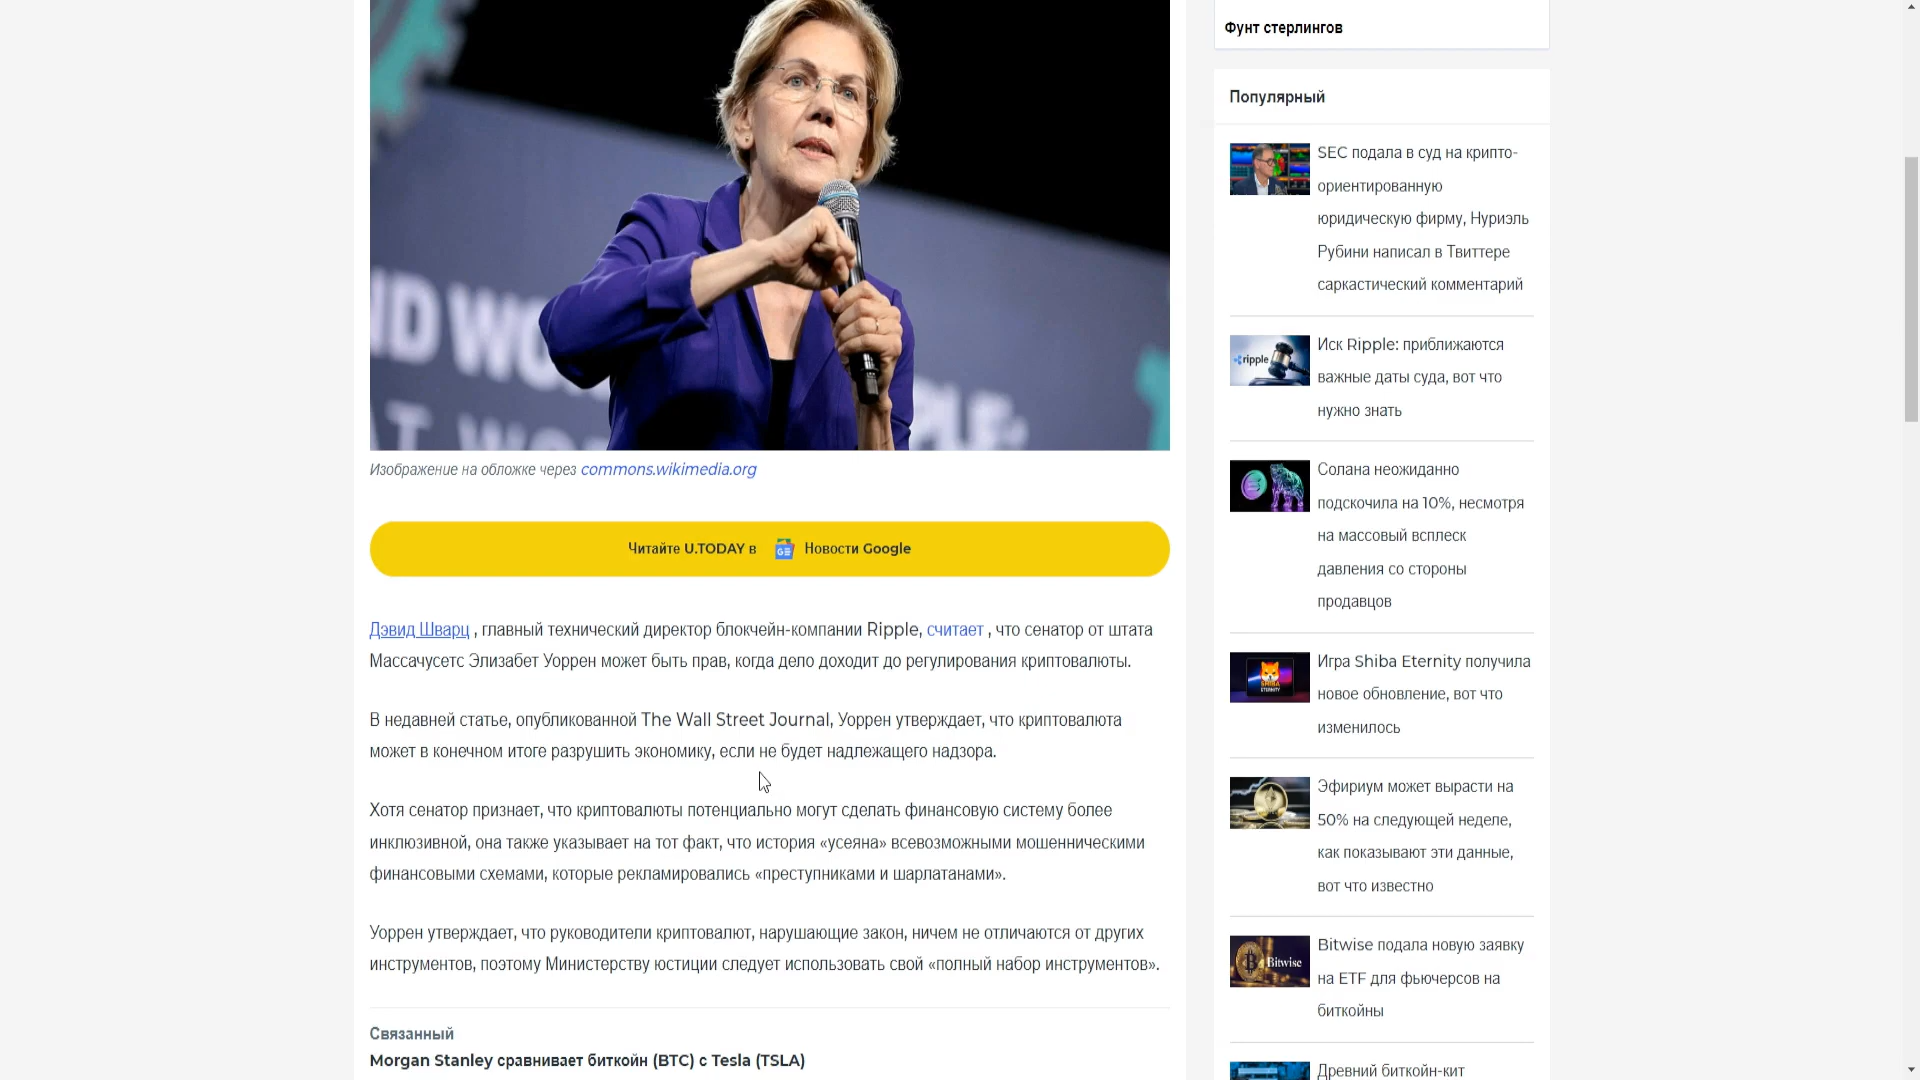 ND WO
PLE:
AT WO
Изображение на обложке через commons.wikimedia.org
Читайте U.TODAY в Новости Google
Дэвид Шварц , главный технический директор блокчейн-компании Ripple, считает , что сенатор от штата
Массачусетс Элизабет Уоррен может быть прав, когда дело доходит до регулирования криптовалюты.
В недавней статье, опубликованной The Wall Street Journal, Уоррен утверждает, что криптовалюта
может в конечном итоге разрушить экономику, если не будет надлежащего надзора.
Хотя сенатор признает, что криптовалюты потенциально могут сделать финансовую систему более
инклюзивной, она также указывает на тот факт, что история «усеяна» всевозможными мошенническими
финансовыми схемами, которые рекламировались «преступниками и шарлатанами».
Уоррен утверждает, что руководители криптовалют, нарушающие закон, ничем не отличаются от других
инструментов, поэтому Министерству юстиции следует использовать свой «полный набор инструментов».
Связанный
Morgan Stanley сравнивает биткойн (BTC) с Tesla (TSLA)
Фунт стерлингов
Популярный
SEC подала в суд на крипто-
ориентированную
юридическую фирму, Нуриэль
Рубини написал в Твиттере
саркастический комментарий
ripple
Иск Ripple: приближаются
важные даты суда, вот что
нужно знать
Солана неожиданно
подскочила на 10%, несмотря
на массовый всплеск
давления со стороны
продавцов
SHIBA
ETERNITY
Игра Shiba Eternity получила
новое обновление, вот что
изменилось
Эфириум может вырасти на
50% на следующей неделе,
как показывают эти данные,
вот что известно
Bitwise
Bitwise подала новую заявку
на ETF для фьючерсов на
биткойны
Древний биткойн-кит